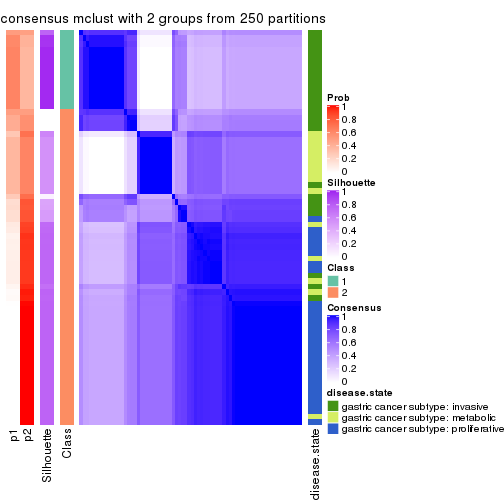 consensus mclust with 2 groups from 250 partitions
Prob
1
0.8
0.6
0.4
0.2
0
Silhouette
1
0.8
0.6
0.4
0.2
0
Class
1
2
Consensus
1
0.8
0.6
0.4
0.2
0
disease.state
gastric cancer subtype: invasive
gastric cancer subtype: metabolic
gastric cancer subtype: proliferative
p1
p2
Silhouette
Class
disease.state